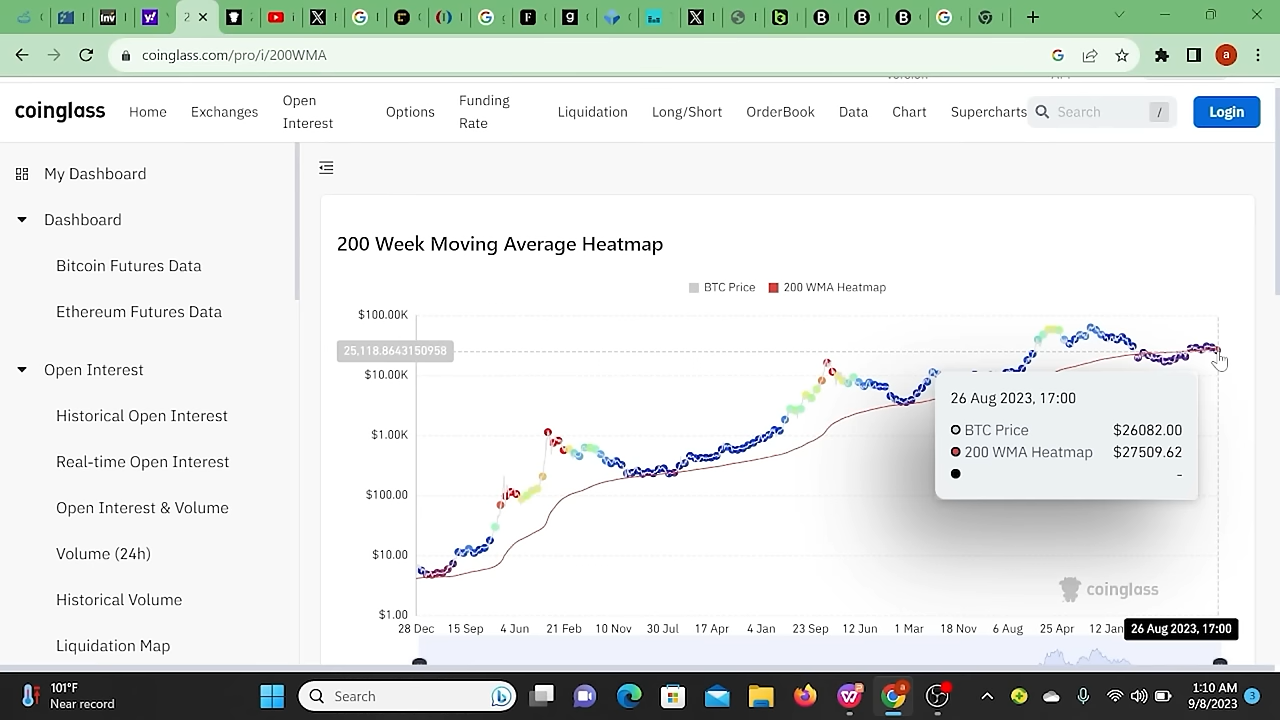 2
coinglass.com/pro/i/200WMA
coinglass
Home
Exchanges
Open
Interest
Options
Funding
Rate
Liquidation
Long/Short
OrderBook
Data
Chart
Supercharts
Search
/
Login
My Dashboard
Dashboard
Bitcoin Futures Data
Ethereum Futures Data
Open Interest
Historical Open Interest
Real-time Open Interest
Open Interest & Volume
Volume (24h)
Historical Volume
Liquidation Map
200 Week Moving Average Heatmap
BTC Price
200 WMA Heatmap
$100.00K
25,118.8643150958
$10.00K
$1.00K
$100.00
$10.00
$1.00
26 Aug 2023, 17:00
BTC Price $26082.00
200 WMA Heatmap $27509.62
-
coinglass
28 Dec 15 Sep 4 Jun 21 Feb 10 Nov 30 Jul 17 Apr 4 Jan 23 Sep 12 Jun 1 Mar 18 Nov 6 Aug 25 Apr 12 Jan 26 Aug 2023, 17:00
101°F
Near record
Search
1:10 AM
9/8/2023
3